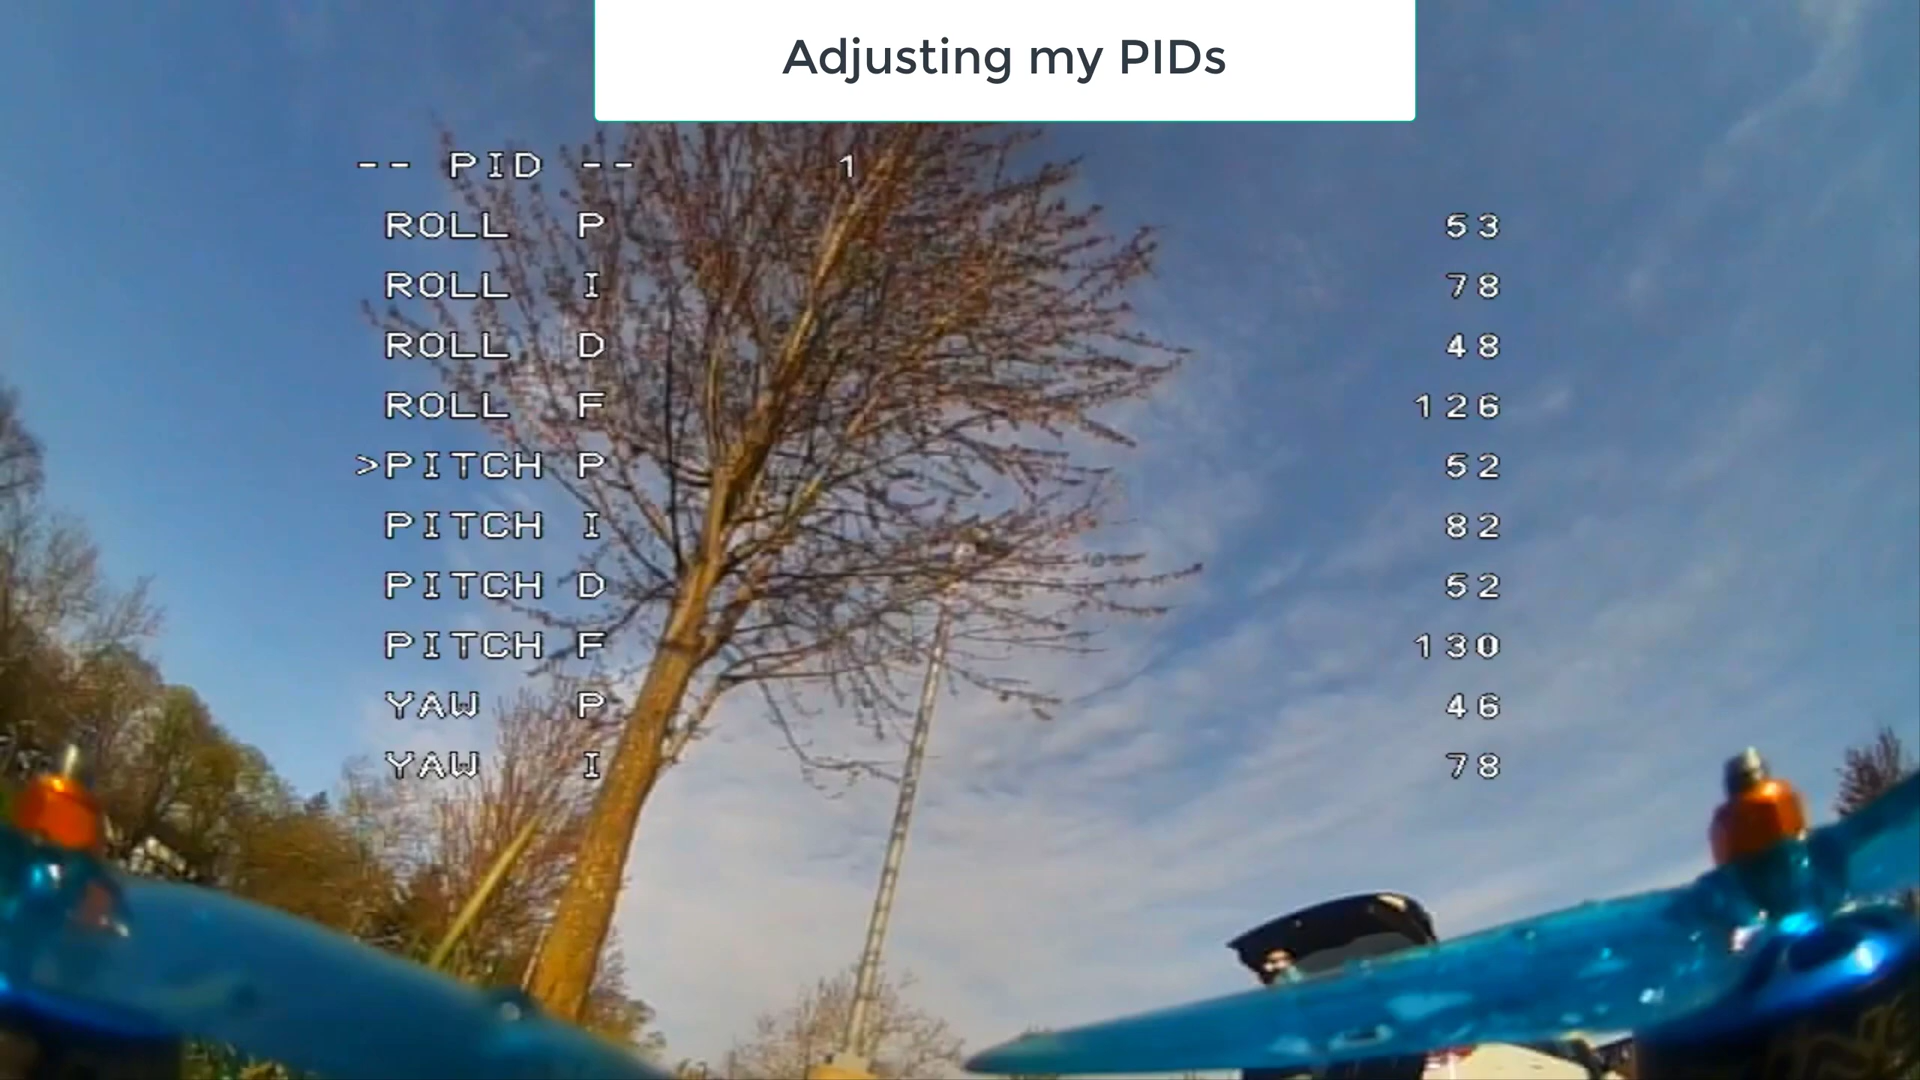 Adjusting my PIDs
-- PID -- 1
ROLL P 53
ROLL I 78
ROLL D 48
ROLL F 126
>PITCH P 52
PITCH I 82
PITCH D 52
PITCH F 130
YAW P 46
YAW I 78